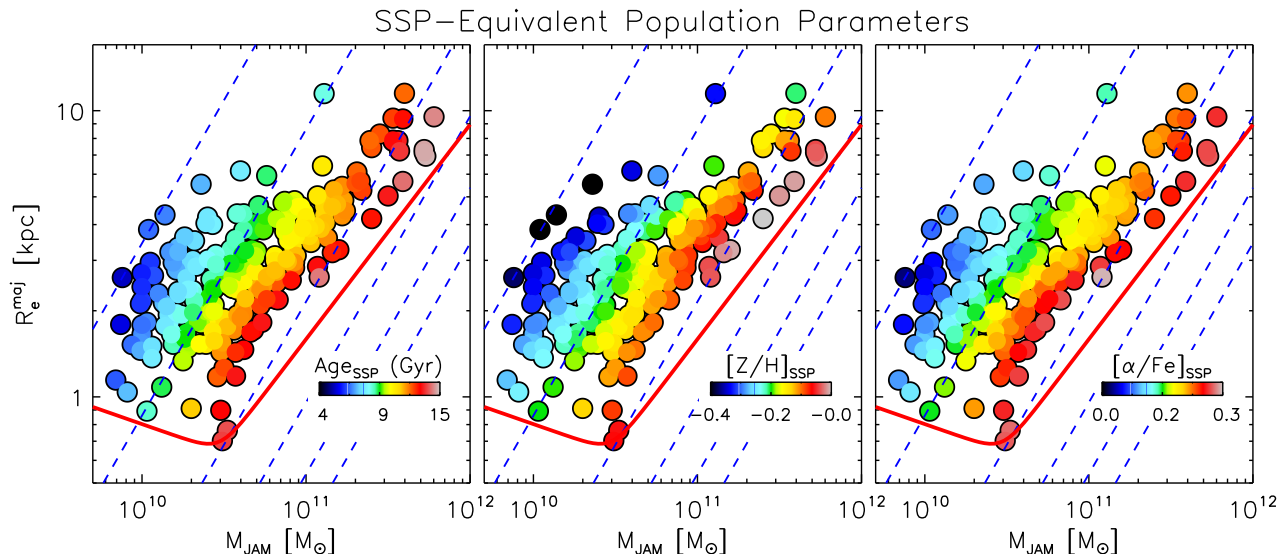 SSP-Equivalent Population Parameters
10
1
R_e^maj [kpc]
Age_SSP (Gyr)
4 9 15
[Z/H]_SSP
-0.4 -0.2 -0.0
[α/Fe]_SSP
0.0 0.2 0.3
10^10 10^11 10^12
10^10 10^11 10^12
10^10 10^11 10^12
M_JAM [M_⊙]
M_JAM [M_⊙]
M_JAM [M_⊙]